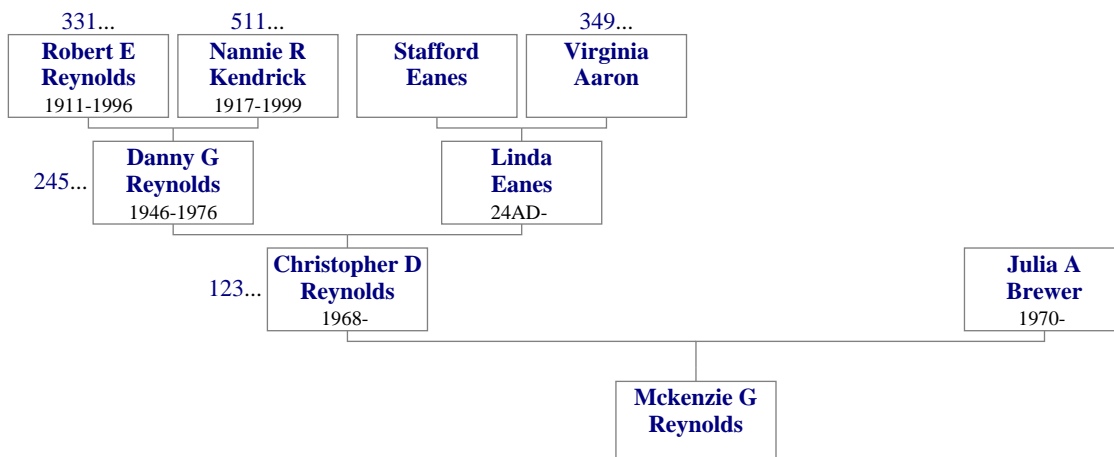 331...
511...
349...
Robert E
Reynolds
1911-1996
Nannie R
Kendrick
1917-1999
Stafford
Eanes
Virginia
Aaron
245...
Danny G
Reynolds
1946-1976
Linda
Eanes
24AD-
123...
Christopher D
Reynolds
1968-
Julia A
Brewer
1970-
Mckenzie G
Reynolds